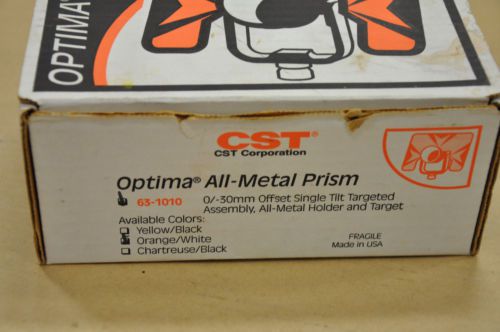 OPTIMA
CST®
CST Corporation
Optima® All-Metal Prism
63-1010 0/-30mm Offset Single Tilt Targeted
Assembly, All-Metal Holder and Target
Available Colors:
Yellow/Black
Orange/White
Chartreuse/Black
FRAGILE
Made in USA